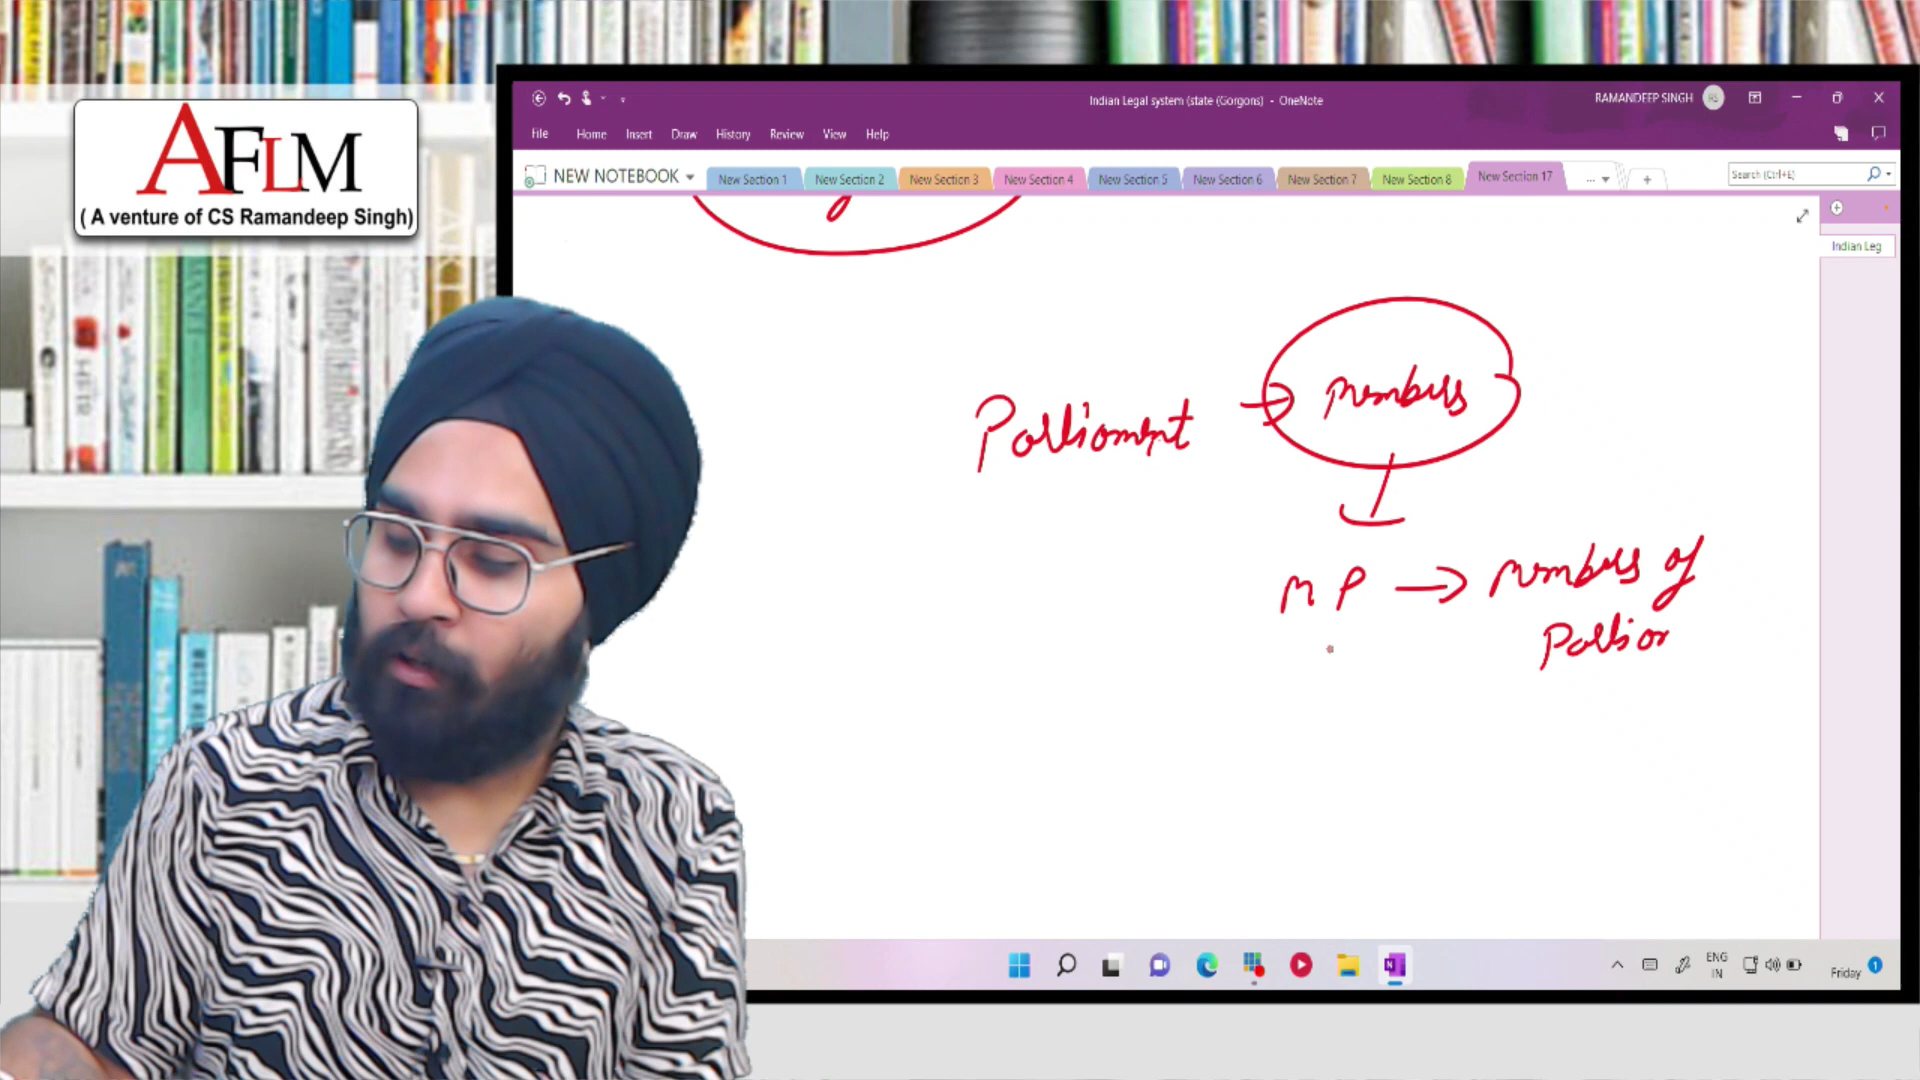 AFLM
( A venture of CS Ramandeep Singh)
Indian Legal system (state (Gorgons) - OneNote
RAMANDEEP SINGH
RS
File Home Insert Draw History Review View Help
NEW NOTEBOOK
New Section 1
New Section 2
New Section 3
New Section 4
New Section 5
New Section 6
New Section 7
New Section 8
New Section 17
...
Search (Ctrl+E)
Indian Leg
Parliament → members
MP → members of
Parliam
ENG
IN
Friday
1